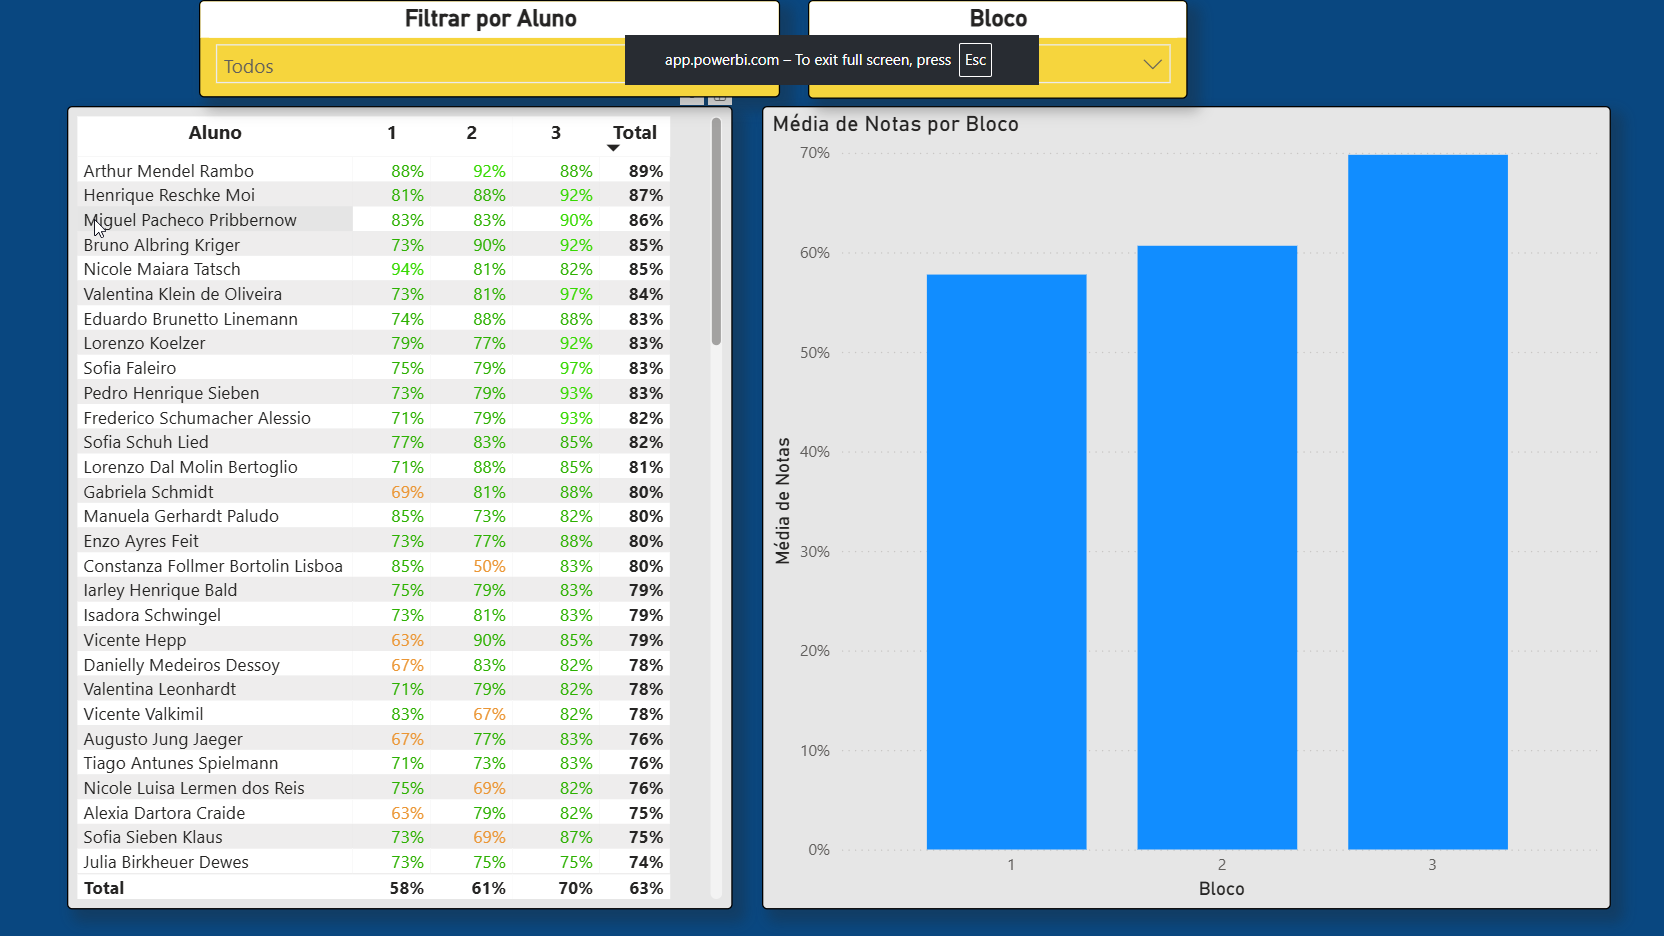 Filtrar por Aluno
Todos
Bloco
app.powerbi.com – To exit full screen, press Esc
Aluno 1 2 3 Total
Arthur Mendel Rambo 88% 92% 88% 89%
Henrique Reschke Moi 81% 88% 92% 87%
Miguel Pacheco Pribbernow 83% 83% 90% 86%
Bruno Albring Kriger 73% 90% 92% 85%
Nicole Maiara Tatsch 94% 81% 82% 85%
Valentina Klein de Oliveira 73% 81% 97% 84%
Eduardo Brunetto Linemann 74% 88% 88% 83%
Lorenzo Koelzer 79% 77% 92% 83%
Sofia Faleiro 75% 79% 97% 83%
Pedro Henrique Sieben 73% 79% 93% 83%
Frederico Schumacher Alessio 71% 79% 93% 82%
Sofia Schuh Lied 77% 83% 85% 82%
Lorenzo Dal Molin Bertoglio 71% 88% 85% 81%
Gabriela Schmidt 69% 81% 88% 80%
Manuela Gerhardt Paludo 85% 73% 82% 80%
Enzo Ayres Feit 73% 77% 88% 80%
Constanza Follmer Bortolin Lisboa 85% 50% 83% 80%
Iarley Henrique Bald 75% 79% 83% 79%
Isadora Schwingel 73% 81% 83% 79%
Vicente Hepp 63% 90% 85% 79%
Danielly Medeiros Dessoy 67% 83% 82% 78%
Valentina Leonhardt 71% 79% 82% 78%
Vicente Valkimil 83% 67% 82% 78%
Augusto Jung Jaeger 67% 77% 83% 76%
Tiago Antunes Spielmann 71% 73% 83% 76%
Nicole Luisa Lermen dos Reis 75% 69% 82% 76%
Alexia Dartora Craide 63% 79% 82% 75%
Sofia Sieben Klaus 73% 69% 87% 75%
Julia Birkheuer Dewes 73% 75% 75% 74%
Total 58% 61% 70% 63%
Média de Notas por Bloco
Média de Notas
70%
60%
50%
40%
30%
20%
10%
0%
1 2 3
Bloco